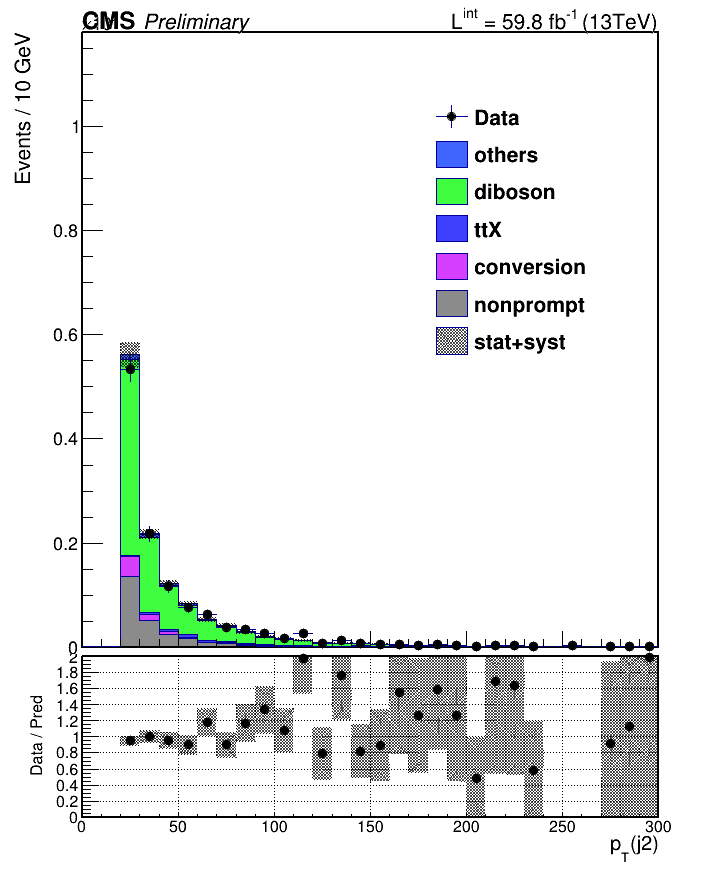 CMS Preliminary
L^int = 59.8 fb^-1 (13TeV)
Events / 10 GeV
1
0.8
0.6
0.4
0.2
0
Data
others
diboson
ttX
conversion
nonprompt
stat+syst
Data / Pred
2
1.8
1.6
1.4
1.2
1
0.8
0.6
0.4
0.2
0
0 50 100 150 200 250 300
p_T(j2)